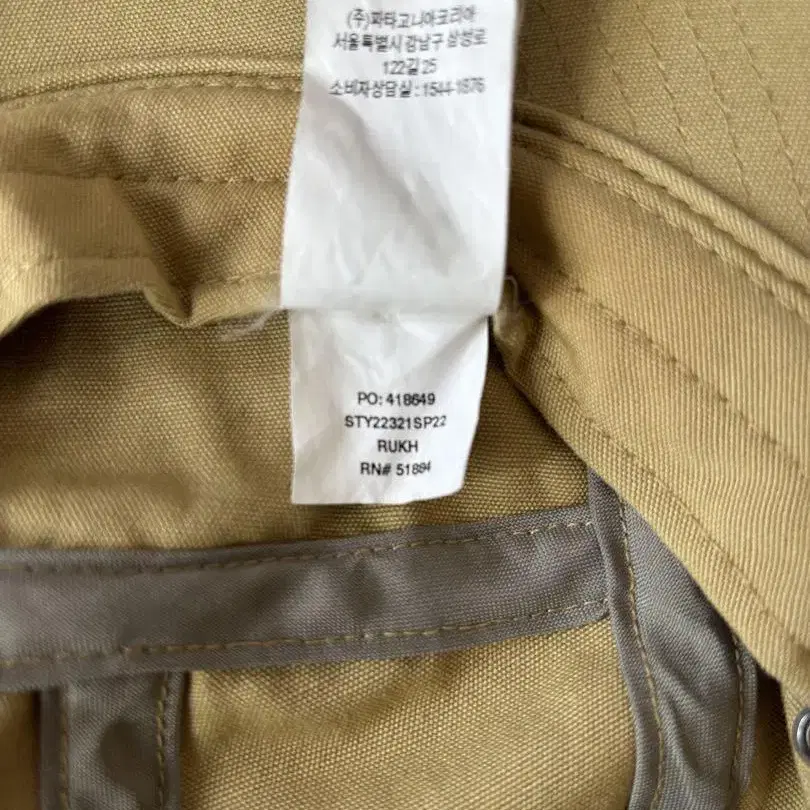 (주)파타고니아코리아
서울특별시 강남구 삼성로
122길 25
소비자상담실 : 1544-1876
PO: 418649
STY22321SP22
RUKH
RN# 51884